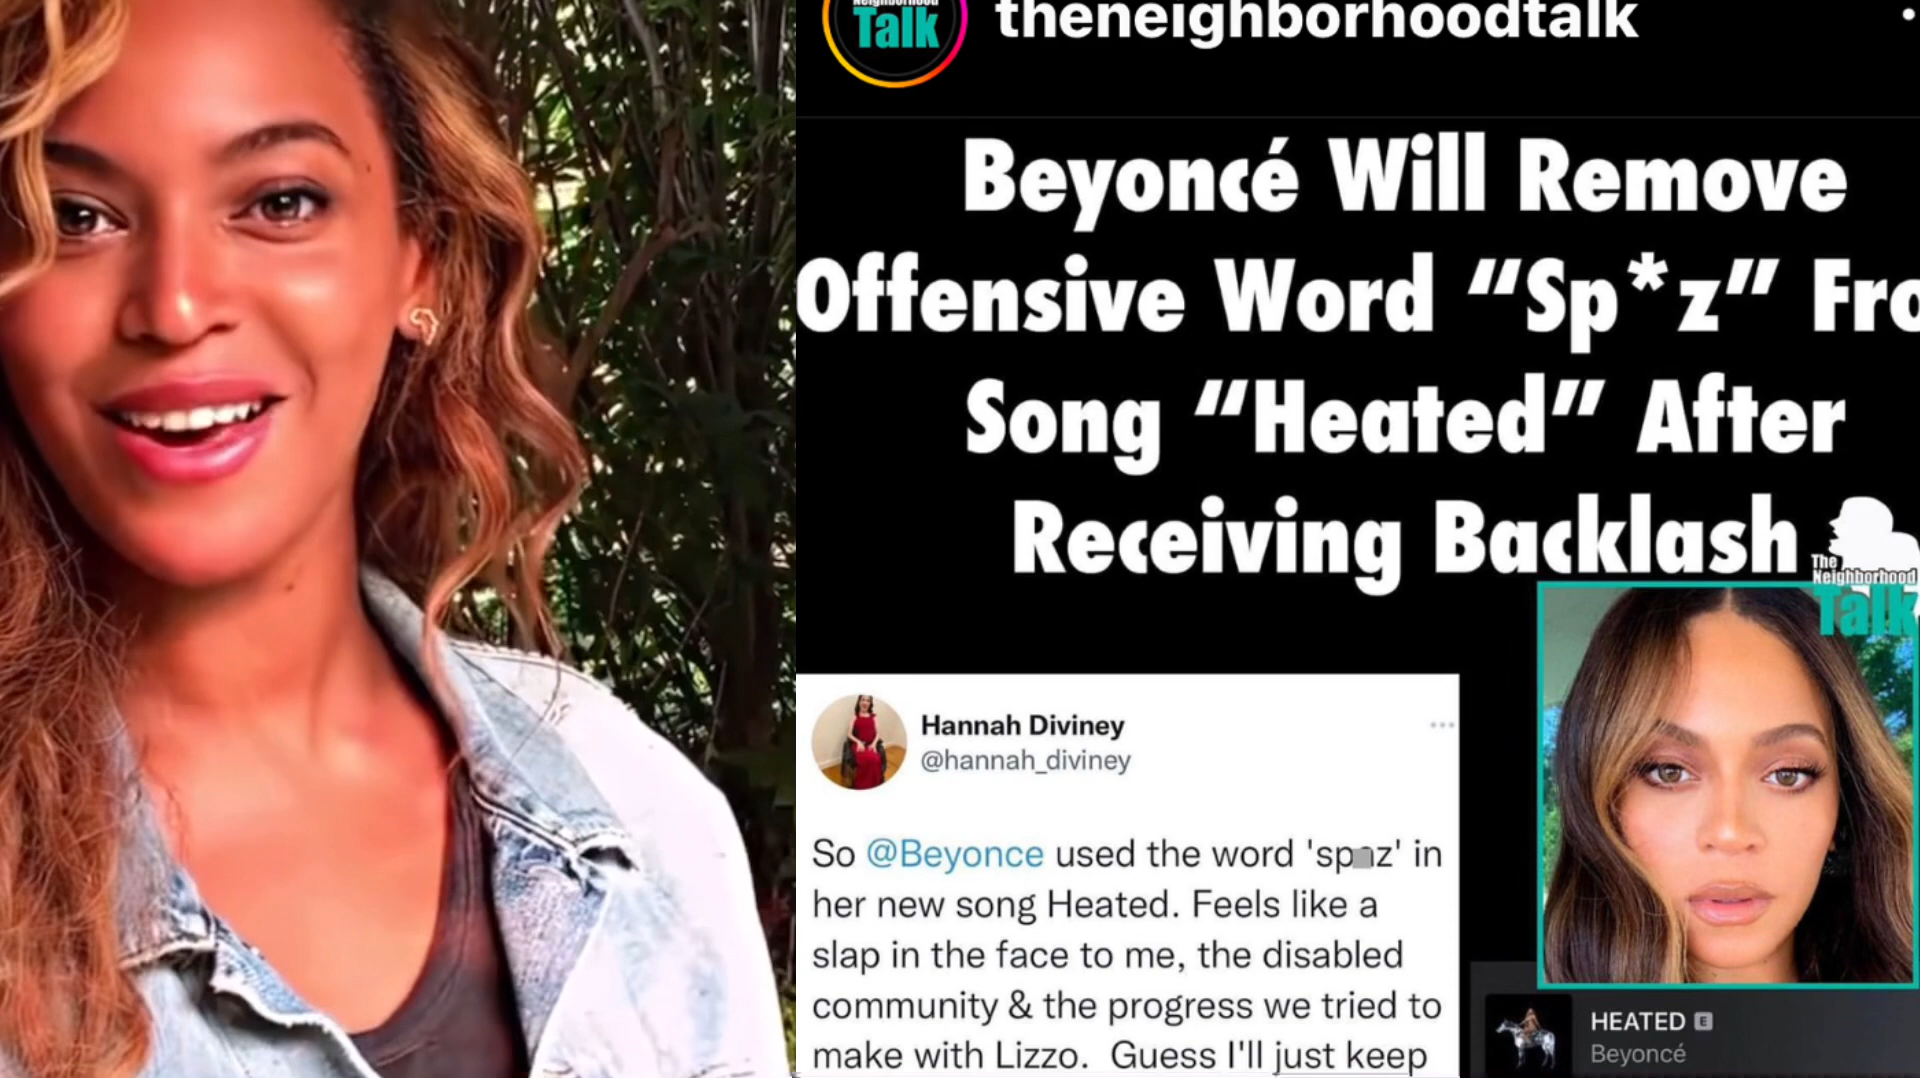 Neighborhood
Talk
theneighborhoodtalk
Beyoncé Will Remove
Offensive Word “Sp*z” Fro
Song “Heated” After
Receiving Backlash
The
Neighborhood
Talk
Hannah Diviney
@hannah_diviney
So @Beyonce used the word 'sp z' in
her new song Heated. Feels like a
slap in the face to me, the disabled
community & the progress we tried to
make with Lizzo. Guess I'll just keep
HEATED E
Beyoncé